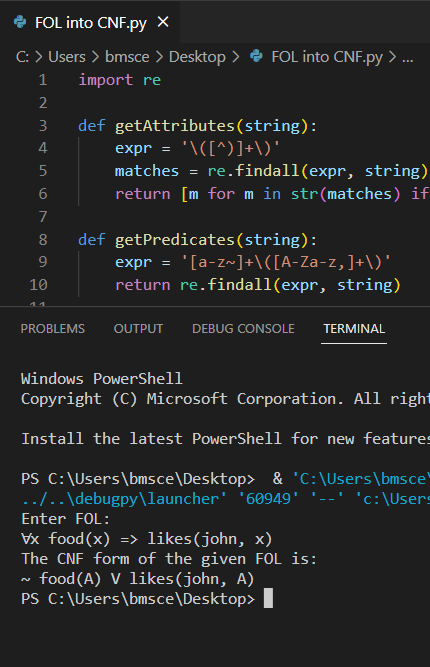 FOL into CNF.py ×
C: > Users > bmsce > Desktop > FOL into CNF.py > ...
1 import re
2
3 def getAttributes(string):
4     expr = '\([^)]+\)'
5     matches = re.findall(expr, string)
6     return [m for m in str(matches) if
7
8 def getPredicates(string):
9     expr = '[a-z~]+\([A-Za-z,]+\)'
10     return re.findall(expr, string)
11
PROBLEMS OUTPUT DEBUG CONSOLE TERMINAL
Windows PowerShell
Copyright (C) Microsoft Corporation. All right
Install the latest PowerShell for new features
PS C:\Users\bmsce\Desktop>  & 'C:\Users\bmsce\
../..\debugpy\launcher' '60949' '--' 'c:\Users
Enter FOL:
∀x food(x) => likes(john, x)
The CNF form of the given FOL is:
~ food(A) V likes(john, A)
PS C:\Users\bmsce\Desktop>